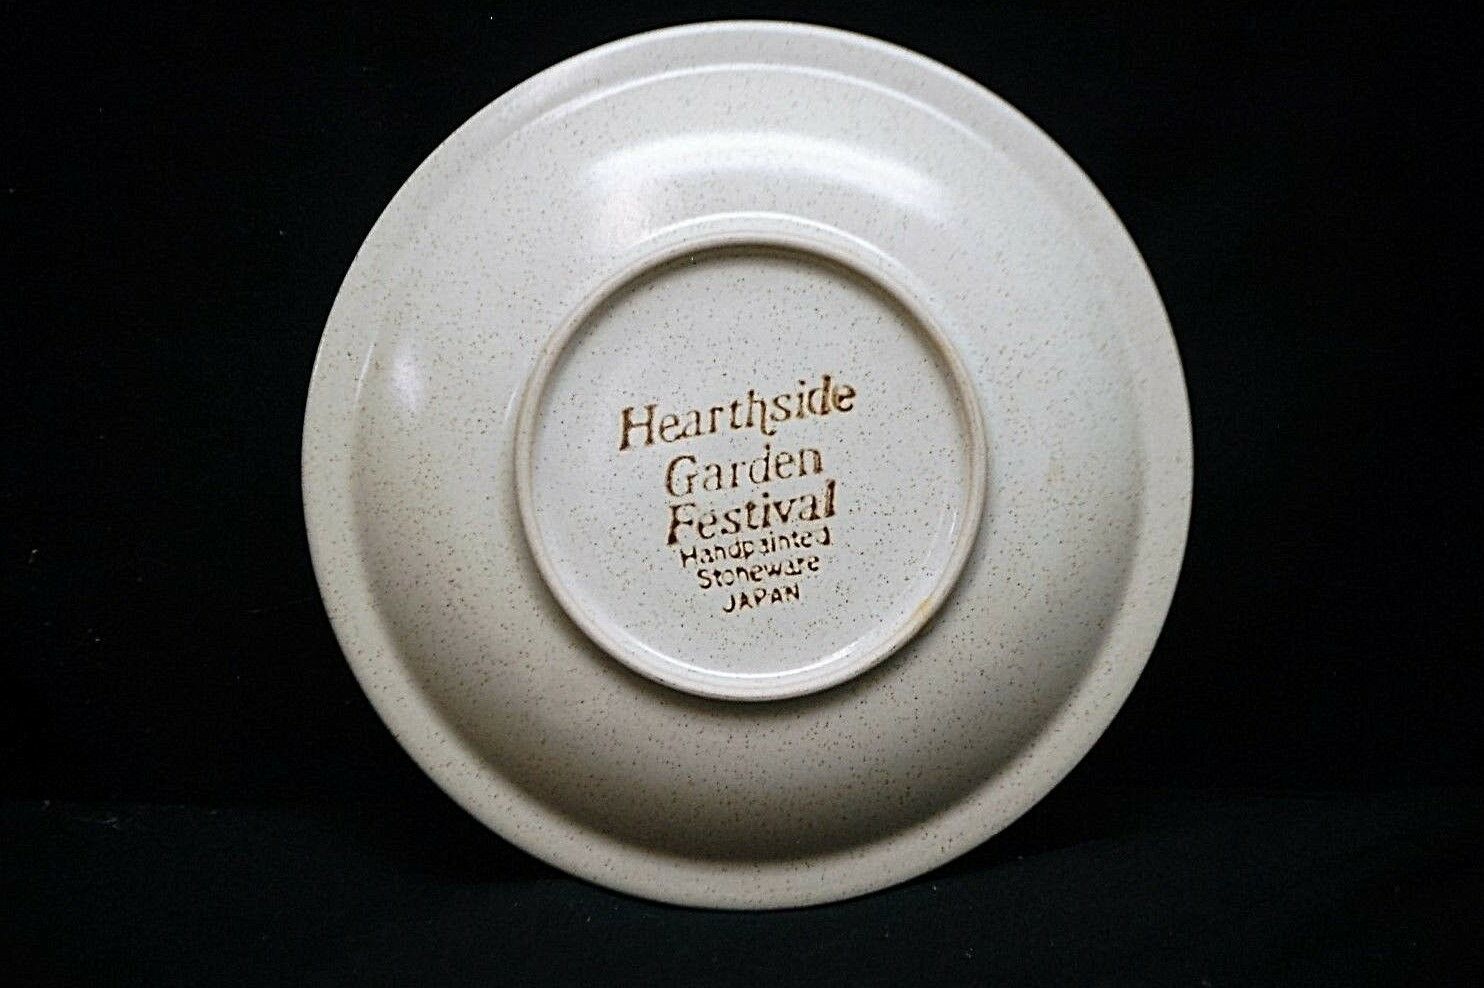 Hearthside
Garden
Festival
Handpainted
Stoneware
JAPAN